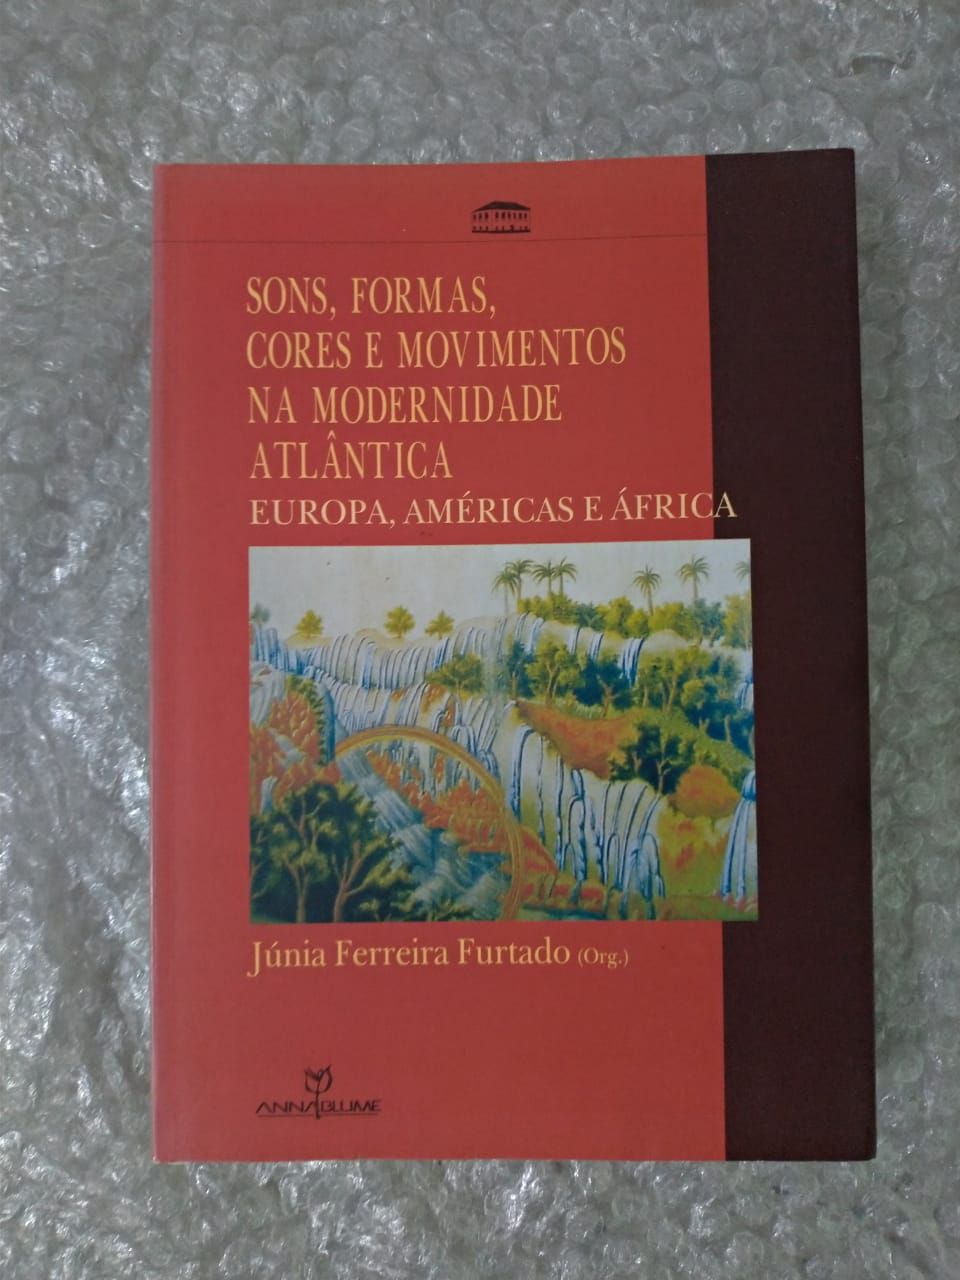 SONS, FORMAS,
CORES E MOVIMENTOS
NA MODERNIDADE
ATLÂNTICA
EUROPA, AMÉRICAS E ÁFRICA
Júnia Ferreira Furtado (Org.)
ANNABLUME